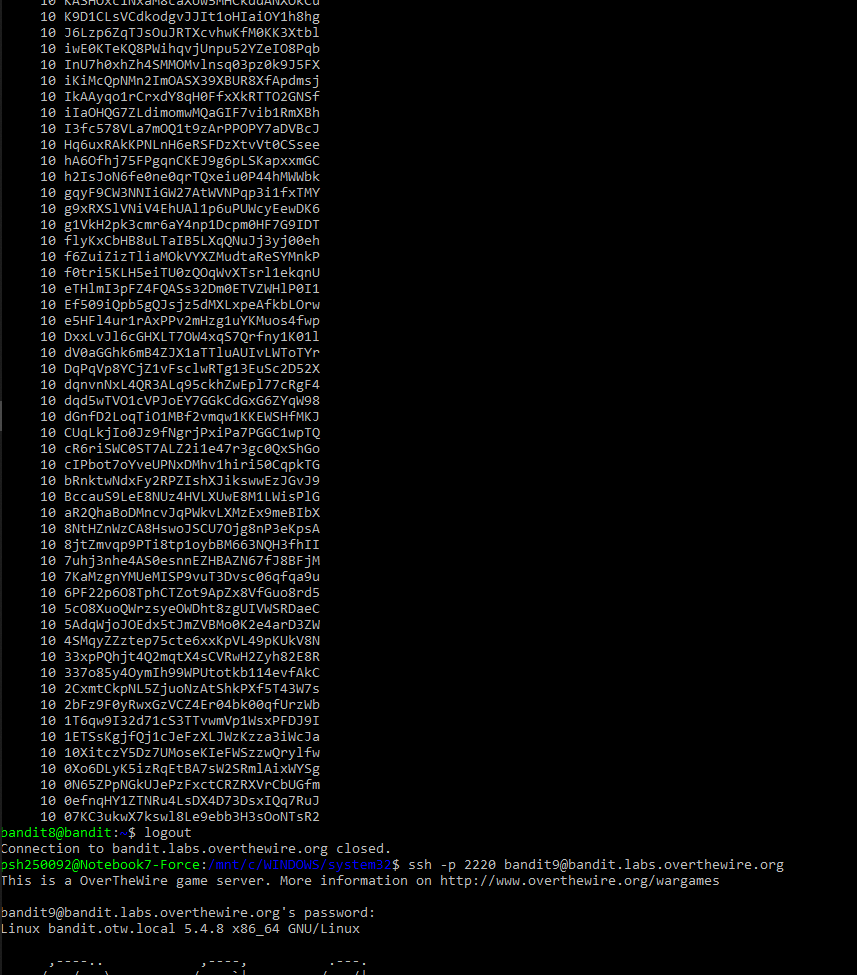 10 K9D1CLsVCdkodgvJJIt1oHIaiOY1h8hg
10 J6Lzp6ZqTJsOuJRTXcvhwKfM0KK3Xtbl
10 iwE0KTeKQ8PWihqvjUnpu52YZeIO8Pqb
10 InU7h0xhZh4SMMOMvlnsq03pz0k9J5FX
10 iKiMcQpNMn2ImOASX39XBUR8XfApdmsj
10 IkAAyqo1rCrxdY8qH0FfxXkRTTO2GNSf
10 iIaOHQG7ZLdimomwMQaGIF7vib1RmXBh
10 I3fc578VLa7mOQ1t9zArPPOPY7aDVBcJ
10 Hq6uxRAkKPNLnH6eRSFDzXtvVt0CSsee
10 hA6Ofhj75FPgqnCKEJ9g6pLSKapxxmGC
10 h2IsJoN6fe0ne0qrTQxeiu0P44hMWWbk
10 gqyF9CW3NNIiGW27AtWVNPqp3i1fxTMY
10 g9xRXSlVNiV4EhUAl1p6uPUWcyEewDK6
10 g1VkH2pk3cmr6aY4np1Dcpm0HF7G9IDT
10 flyKxCbHB8uLTaIB5LXqQNuJj3yj00eh
10 f6ZuiZizTliaMOkVYXZMudtaReSYMnkP
10 f0tri5KLH5eiTU0zQOqWvXTsrl1ekqnU
10 eTHlmI3pFZ4FQASs32Dm0ETVZWHlP0I1
10 Ef509iQpb5gQJsjz5dMXLxpeAfkbLOrw
10 e5HFl4ur1rAxPPv2mHzg1uYKMuos4fwp
10 DxxLvJl6cGHXLT7OW4xqS7Qrfny1K01l
10 dV0aGGhk6mB4ZJX1aTTluAUIvLWToTYr
10 DqPqVp8YCjZ1vFsclwRTg13EuSc2D52X
10 dqnvnNxL4QR3ALq95ckhZwEpl77cRgF4
10 dqd5wTVO1cVPJoEY7GGkCdGxG6ZYqW98
10 dGnfD2LoqTiO1MBf2vmqw1KKEWSHfMKJ
10 CUqLkjIo0Jz9fNgrjPxiPa7PGGC1wpTQ
10 cR6riSWC0ST7ALZ2i1e47r3gc0QxShGo
10 cIPbot7oYveUPNxDMhv1hiri50CqpkTG
10 bRnktwNdxFy2RPZIshXJikswwEzJGvJ9
10 BccauS9LeE8NUz4HVLXUwE8M1LWisPlG
10 aR2QhaBoDMncvJqPWkvLXMzEx9meBIbX
10 8NtHZnWzCA8HswoJSCU7Ojg8nP3eKpsA
10 8jtZmvqp9PTi8tp1oybBM663NQH3fhII
10 7uhj3nhe4AS0esnnEZHBAZN67fJ8BFjM
10 7KaMzgnYMUeMISP9vuT3Dvsc06qfqa9u
10 6PF22p6O8TphCTZot9ApZx8VfGuo8rd5
10 5cO8XuoQWrzsyeOWDht8zgUIVWSRDaeC
10 5AdqWjoJOEdx5tJmZVBMo0K2e4arD3ZW
10 4SMqyZZztep75cte6xxKpVL49pKUkV8N
10 33xpPQhjt4Q2mqtX4sCVRwH2Zyh82E8R
10 337o85y4OymIh99WPUtotkb114evfAkC
10 2CxmtCkpNL5ZjuoNzAtShkPXf5T43W7s
10 2bFz9F0yRwxGzVCZ4Er04bk00qfUrzWb
10 1T6qw9I32d71cS3TTvwmVp1WsxPFDJ9I
10 1ETSsKgjfQj1cJeFzXLJWzKzza3iWcJa
10 10XitczY5Dz7UMoseKIeFWSzzwQrylfw
10 0Xo6DLyK5izRqEtBA7sW2SRmlAixWYSg
10 0N65ZPpNGkUJePzFxctCRZRXVrCbUGfm
10 0efnqHY1ZTNRu4LsDX4D73DsxIQq7RuJ
10 07KC3ukwX7kswl8Le9ebb3H3sOoNTsR2
bandit8@bandit:~$ logout
Connection to bandit.labs.overthewire.org closed.
psh250092@Notebook7-Force:/mnt/c/WINDOWS/system32$ ssh -p 2220 bandit9@bandit.labs.overthewire.org
This is a OverTheWire game server. More information on http://www.overthewire.org/wargames
bandit9@bandit.labs.overthewire.org's password:
Linux bandit.otw.local 5.4.8 x86_64 GNU/Linux